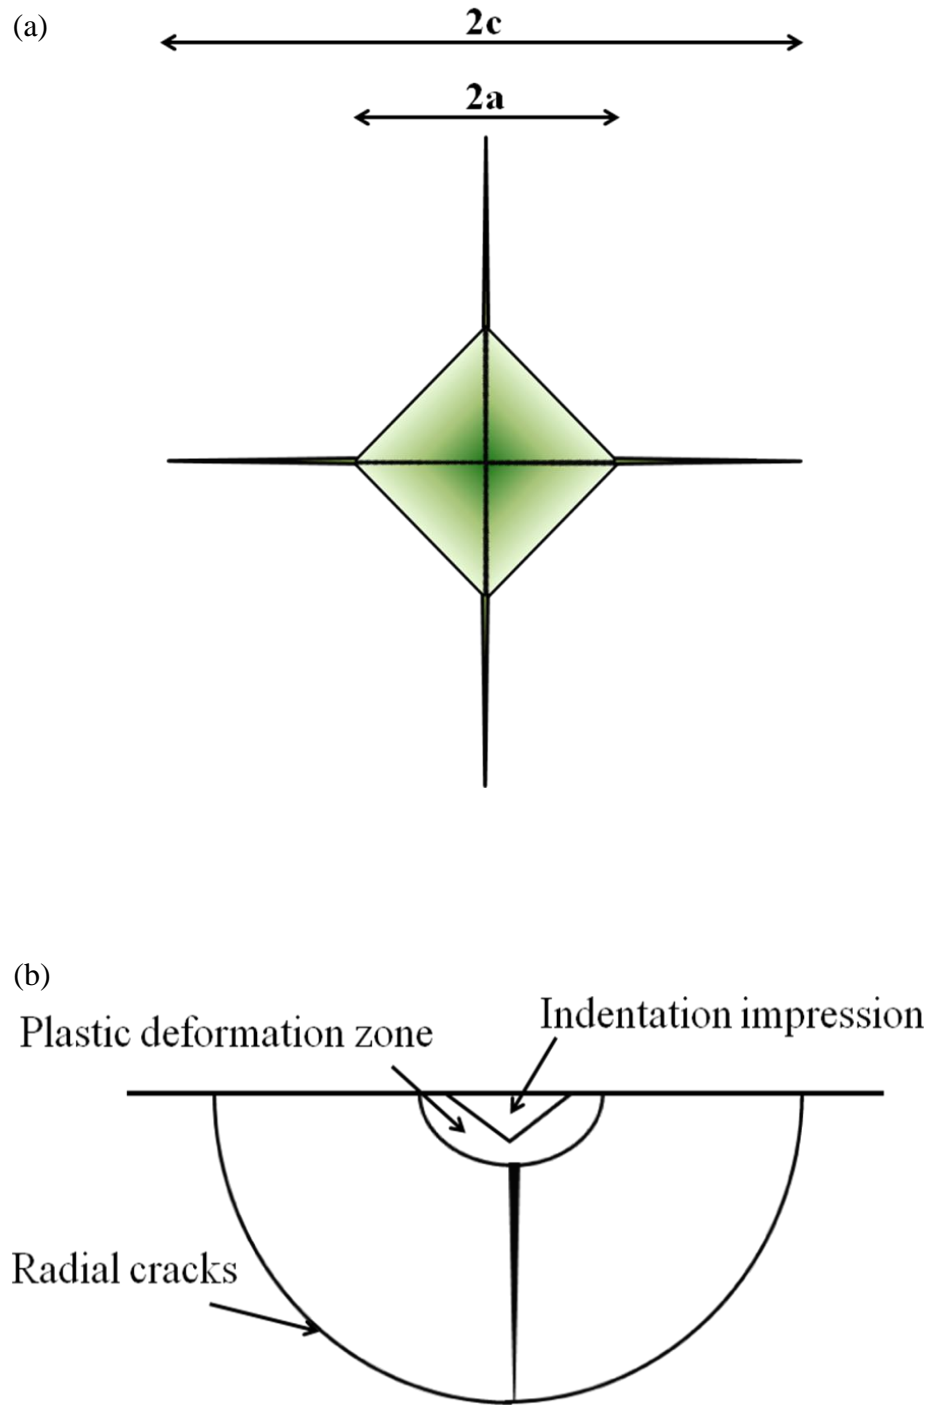 (a)
2c
2a
(b)
Indentation impression
Plastic deformation zone
Radial cracks